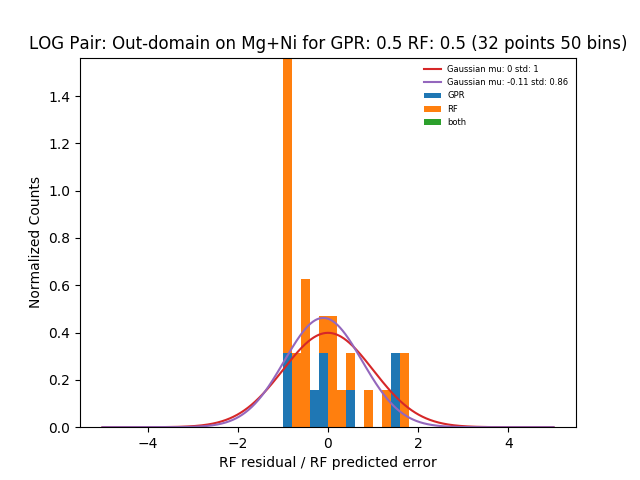 LOG Pair: Out-domain on Mg+Ni for GPR: 0.5 RF: 0.5 (32 points 50 bins)
Gaussian mu: 0 std: 1
Gaussian mu: -0.11 std: 0.86
GPR
RF
both
Normalized Counts
1.4
1.2
1.0
0.8
0.6
0.4
0.2
0.0
−4
−2
0
2
4
RF residual / RF predicted error